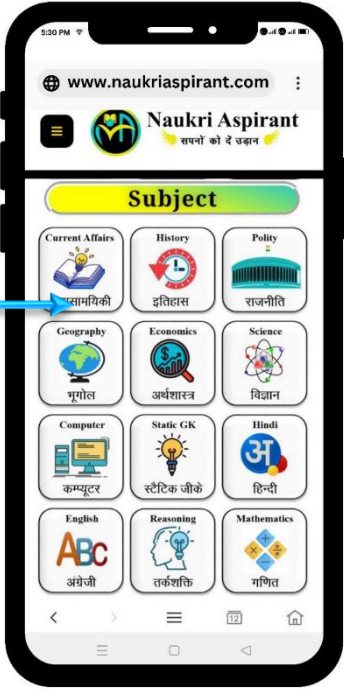 5:30 PM
www.naukriaspirant.com
Naukri Aspirant
सपनों को दें उड़ान
Subject
Current Affairs History Polity
सामयिकी इतिहास राजनीति
Geography Economics Science
भूगोल अर्थशास्त्र विज्ञान
Computer Static GK Hindi
अ
कम्प्यूटर स्टैटिक जीके हिन्दी
English Reasoning Mathematics
ABC
अंग्रेजी तर्कशक्ति गणित
12